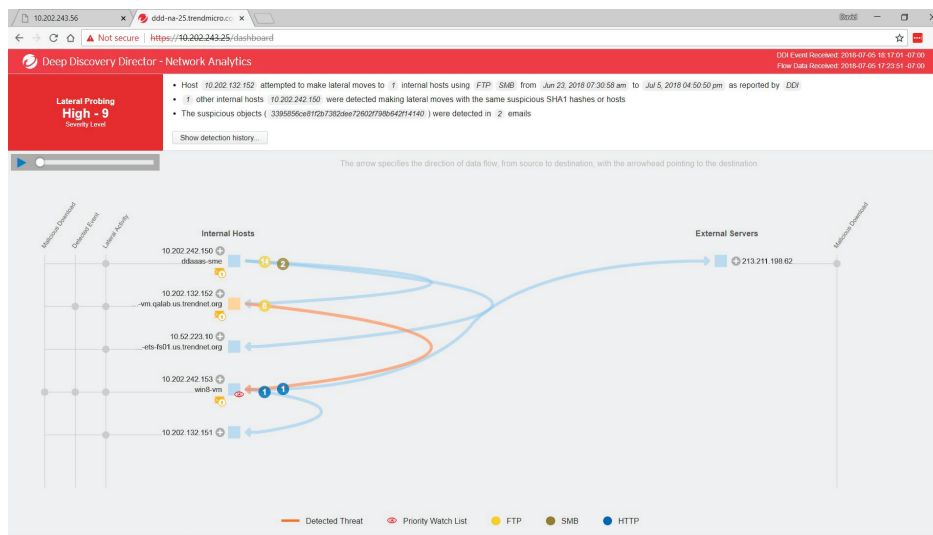 10.202.243.56
ddd-na-25.trendmicro.co
Not secure | https://10.202.243.25/dashboard
Deep Discovery Director - Network Analytics
DDI Event Received: 2018-07-05 18:17:01 -07:00
Flow Data Received: 2018-07-05 17:23:51 -07:00
Lateral Probing
High - 9
Severity Level
• Host 10.202.132.152 attempted to make lateral moves to 1 internal hosts using FTP SMB from Jun 23, 2018 07:30:58 am to Jul 5, 2018 04:50:50 pm as reported by DDI
• 1 other internal hosts 10.202.242.150 were detected making lateral moves with the same suspicious SHA1 hashes or hosts
• The suspicious objects ( 3395856ce81f2b7382dee72602f798b642f14140 ) were detected in 2 emails
Show detection history...
The arrow specifies the direction of data flow, from source to destination, with the arrowhead pointing to the destination.
Malicious Download
Detected Event
Lateral Activity
Internal Hosts
External Servers
Malicious Download
10.202.242.150
ddaaas-sme
14
2
213.211.198.62
10.202.132.152
...-vm.qalab.us.trendnet.org
10.52.223.10
...-ets-fs01.us.trendnet.org
10.202.242.153
win8-vm
1
1
10.202.132.151
Detected Threat
Priority Watch List
FTP
SMB
HTTP